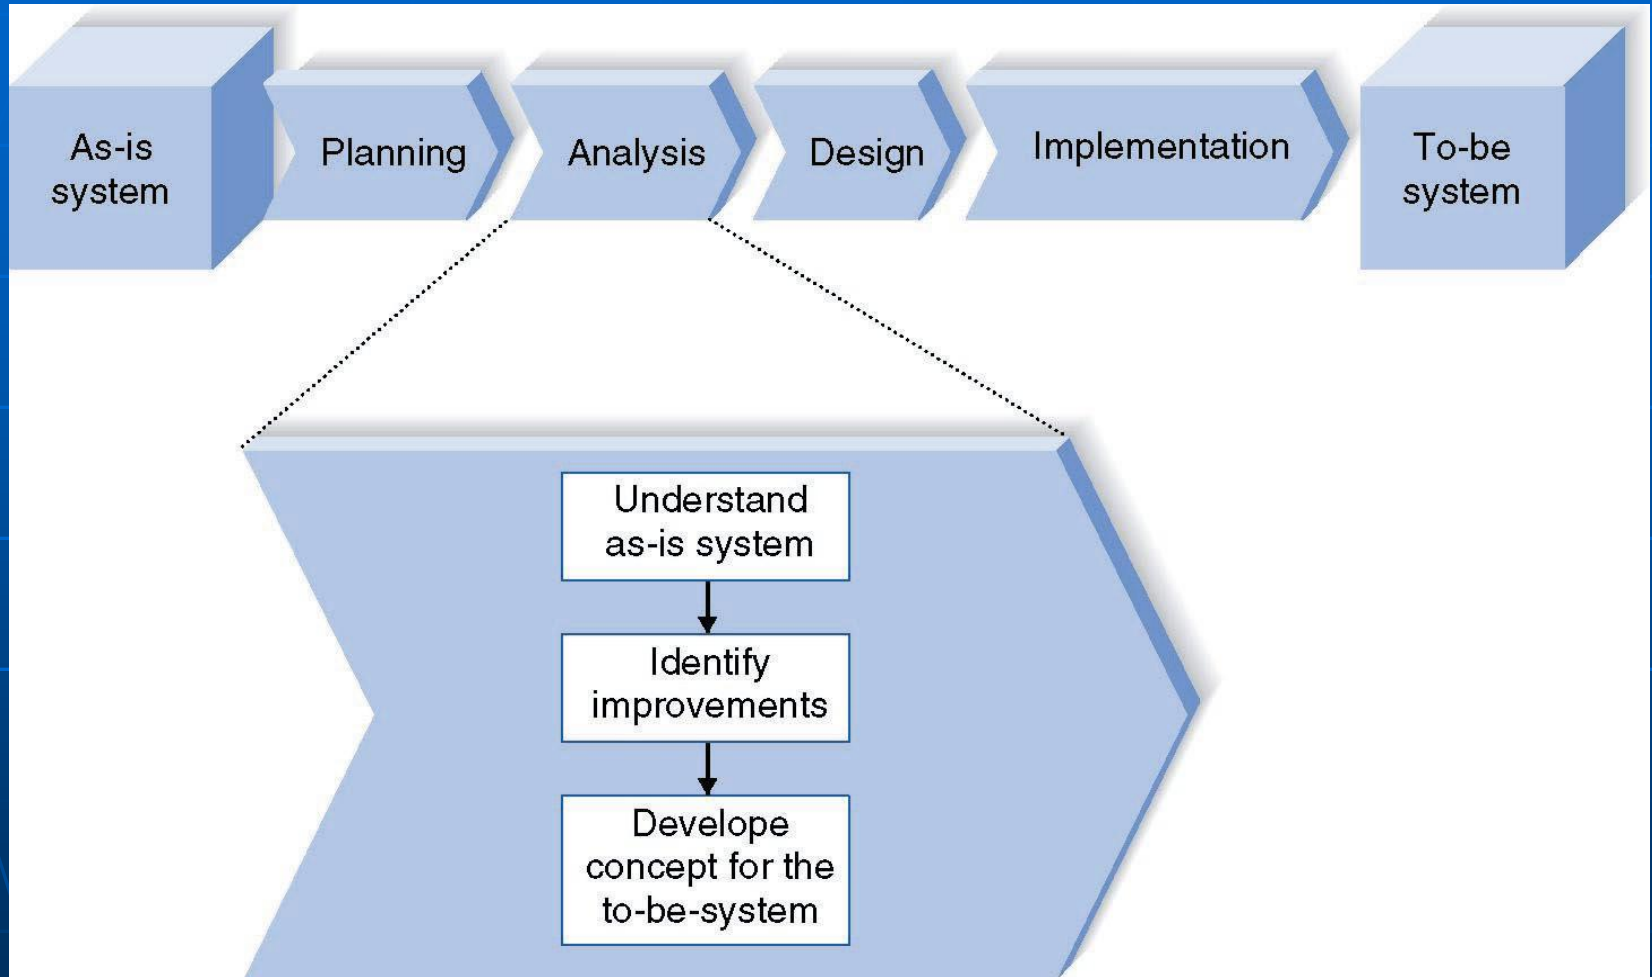 As-is
system
Planning
Analysis
Design
Implementation
To-be
system
Understand
as-is system
Identify
improvements
Develope
concept for the
to-be-system